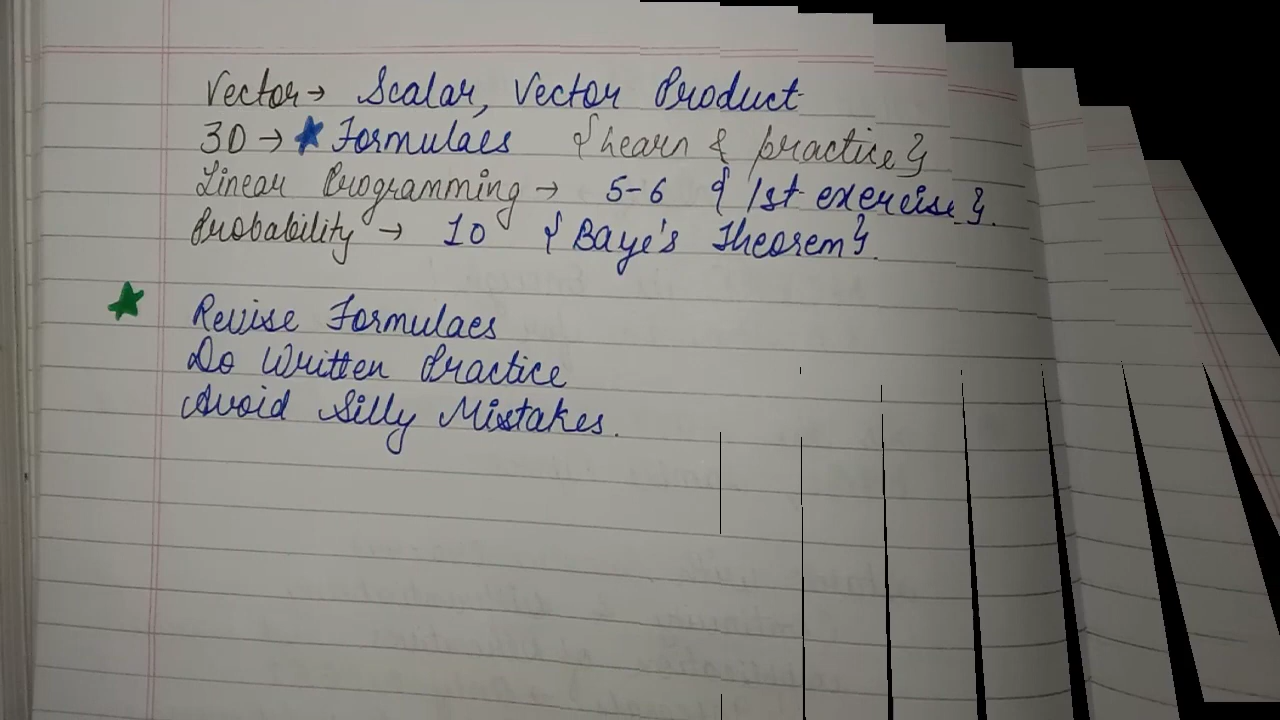 Vector → Scalar, Vector Product
3D → ★ Formulaes {Learn & practice}
Linear Programming → 5-6 {1st exercise}.
Probability → 10 {Baye's Theorem}.
★ Revise Formulaes
Do Written Practice
Avoid Silly Mistakes.